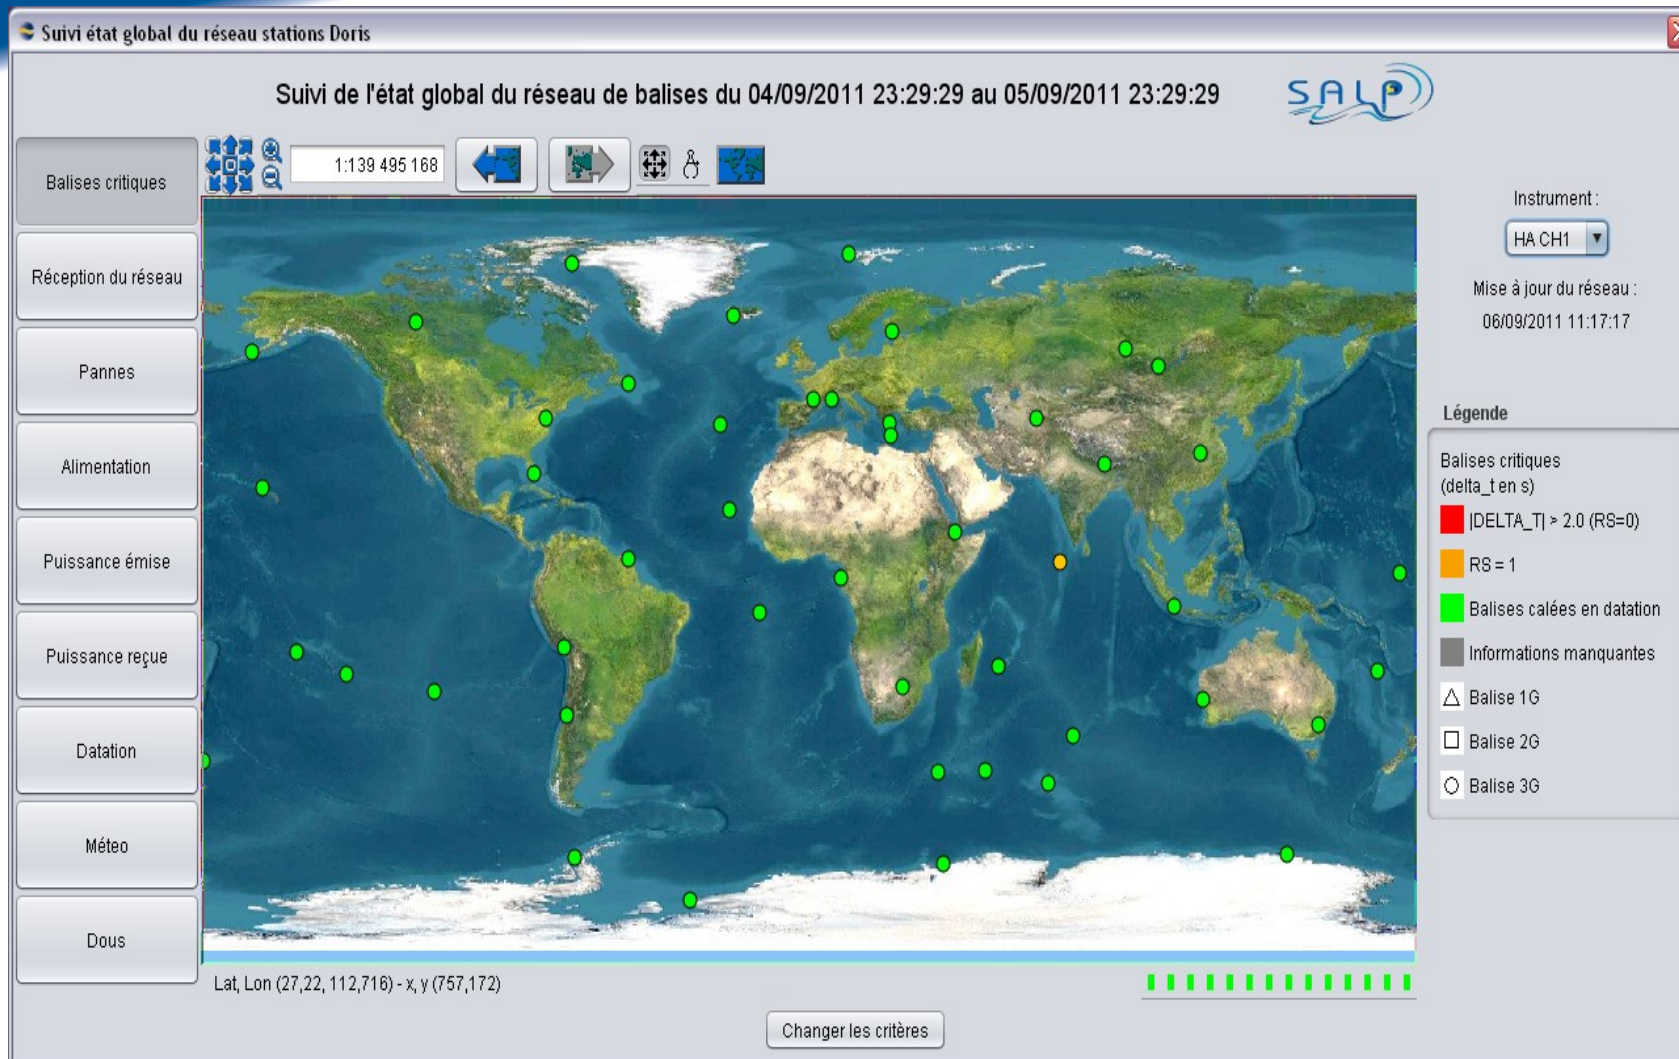 Suivi état global du réseau stations Doris
Suivi de l'état global du réseau de balises du 04/09/2011 23:29:29 au 05/09/2011 23:29:29
SALP
1:139 495 168
Balises critiques
Réception du réseau
Pannes
Alimentation
Puissance émise
Puissance reçue
Datation
Méteo
Dous
Instrument :
HA CH1
Mise à jour du réseau :
06/09/2011 11:17:17
Légende
Balises critiques
(delta_t en s)
|DELTA_T| > 2.0 (RS=0)
RS = 1
Balises calées en datation
Informations manquantes
Balise 1G
Balise 2G
Balise 3G
Lat, Lon (27,22, 112,716) - x, y (757,172)
Changer les critères